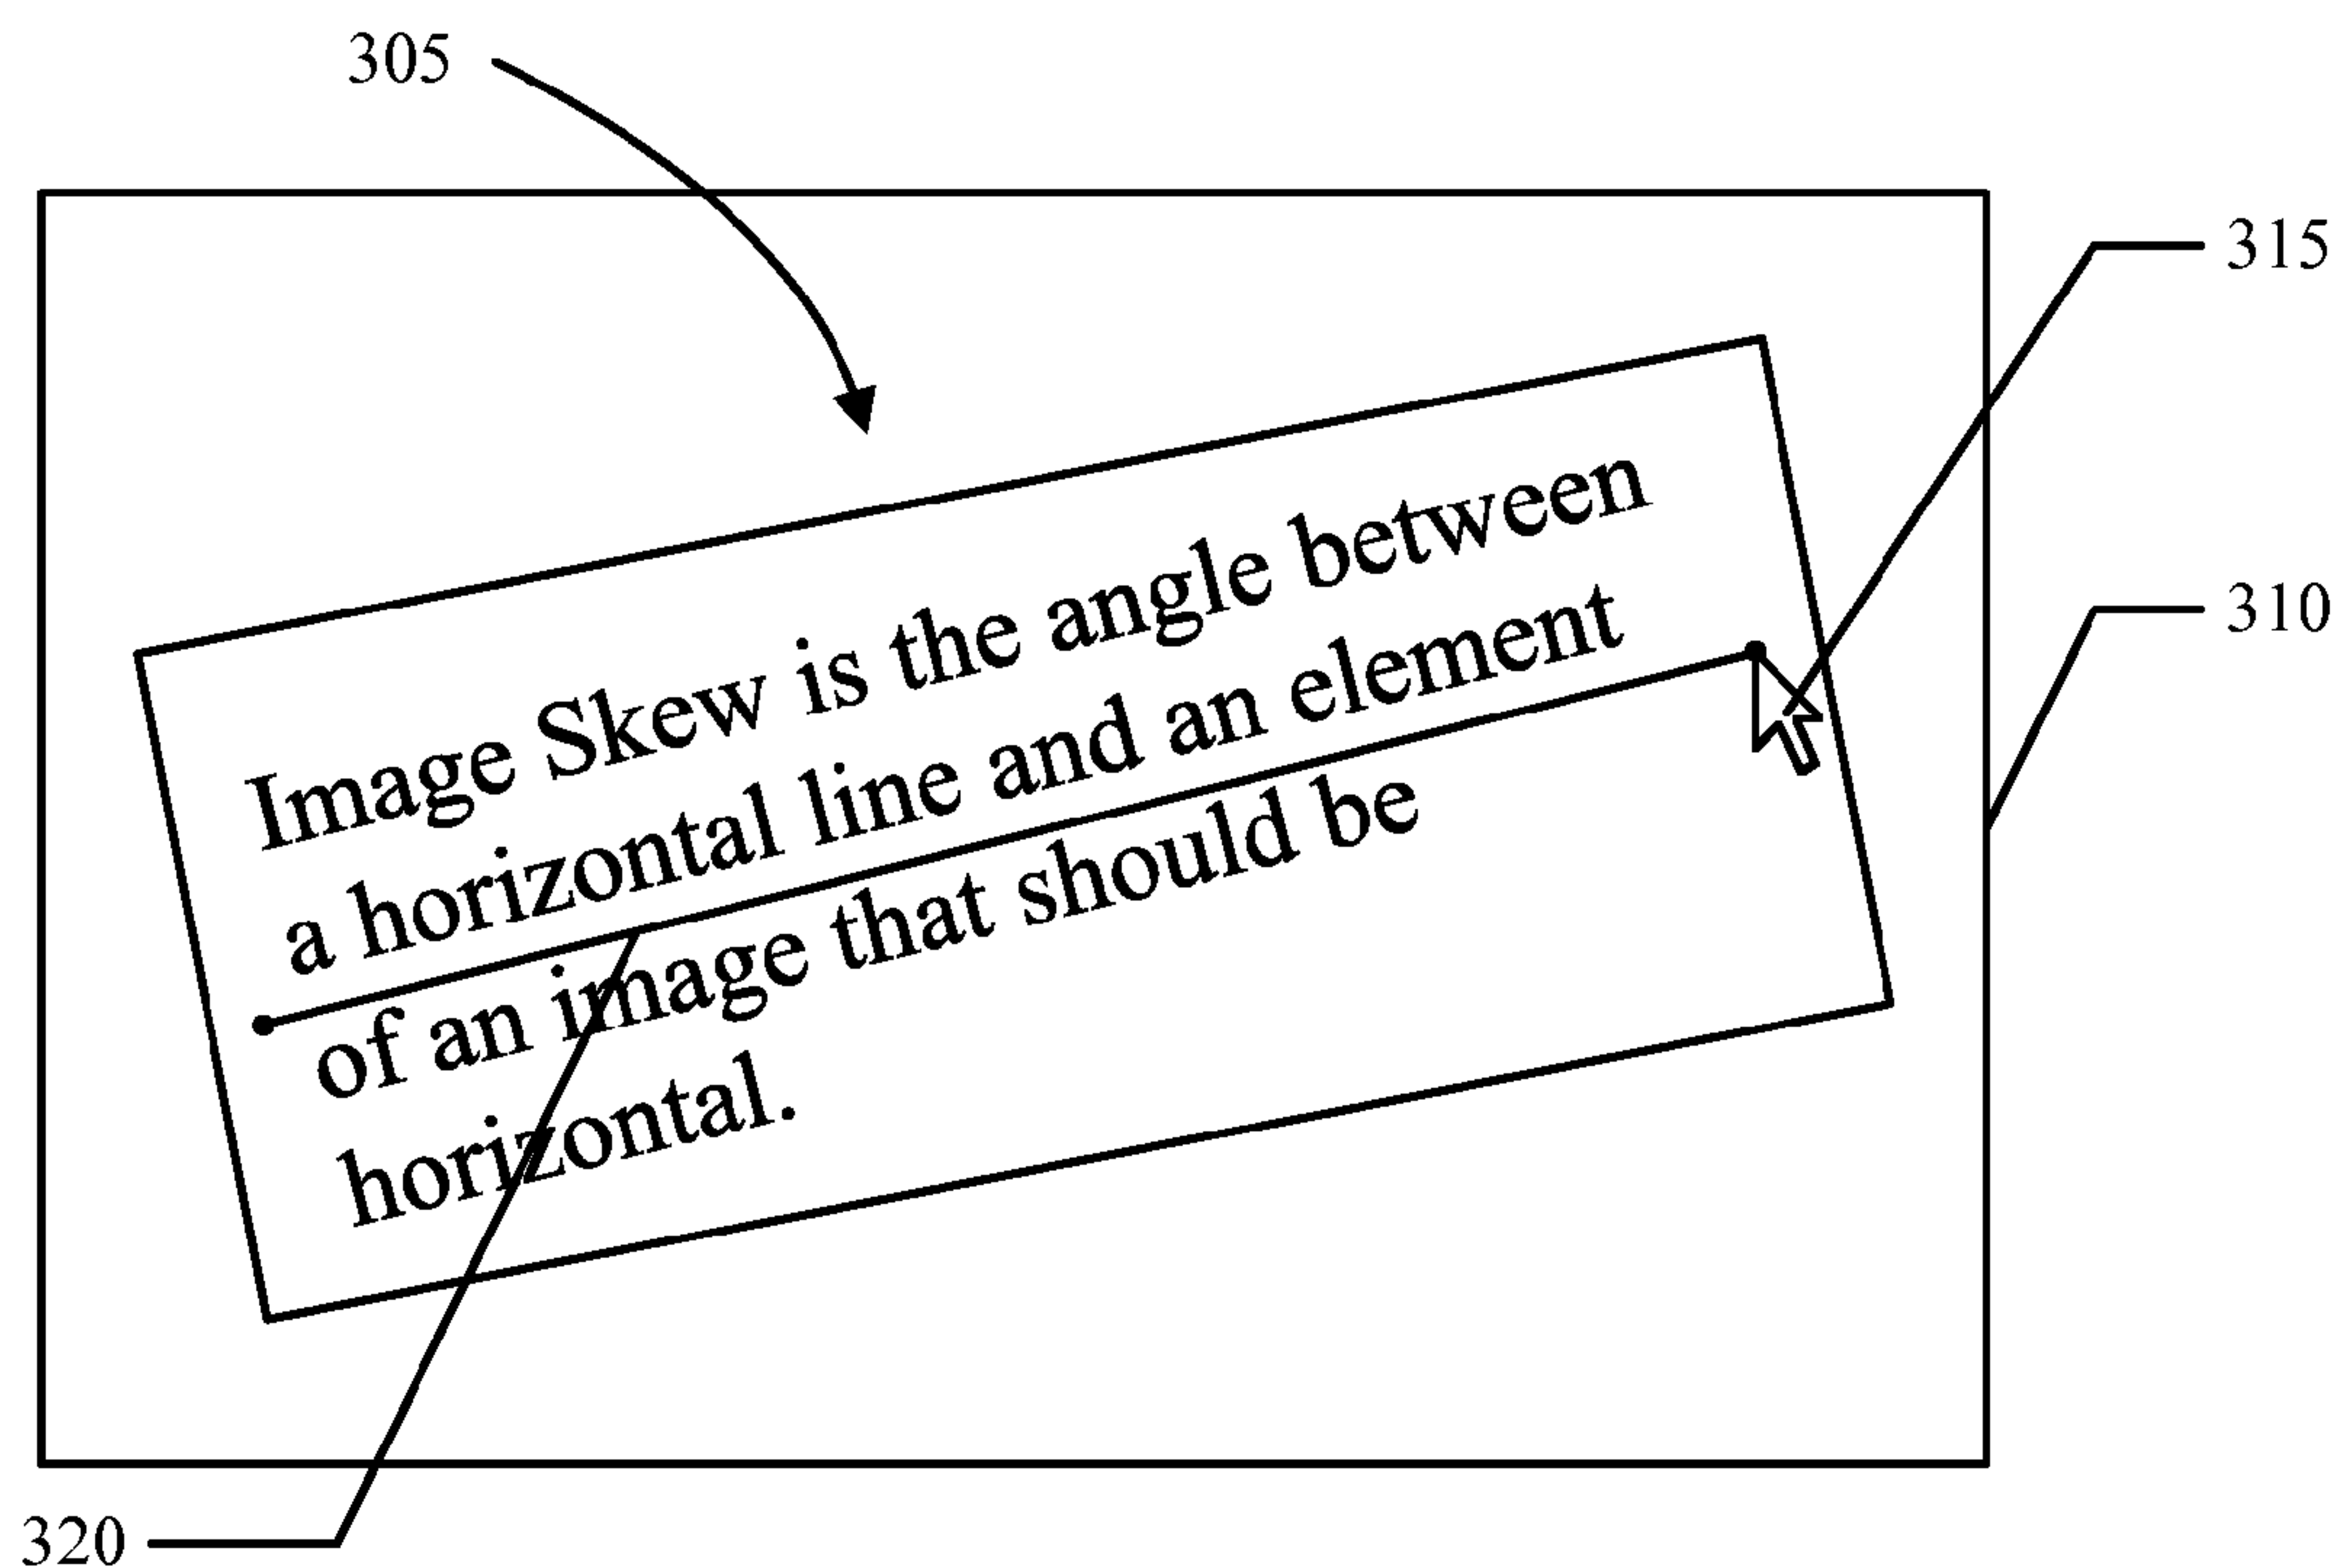 305
315
310
Image Skew is the angle between
a horizontal line and an element
of an image that should be
horizontal.
320